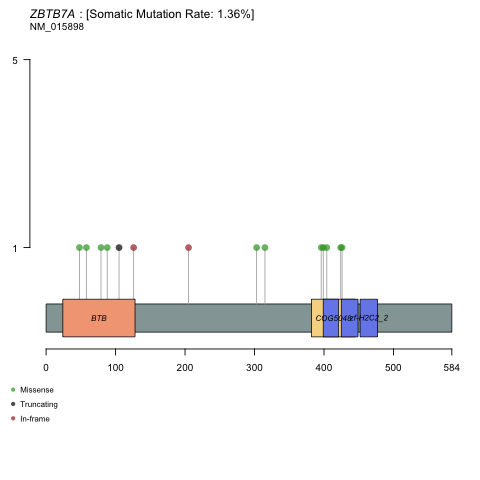 ZBTB7A : [Somatic Mutation Rate: 1.36%]
NM_015898
5
1
BTB
COG5048
zf-H2C2_2
0 100 200 300 400 500 584
Missense
Truncating
In-frame